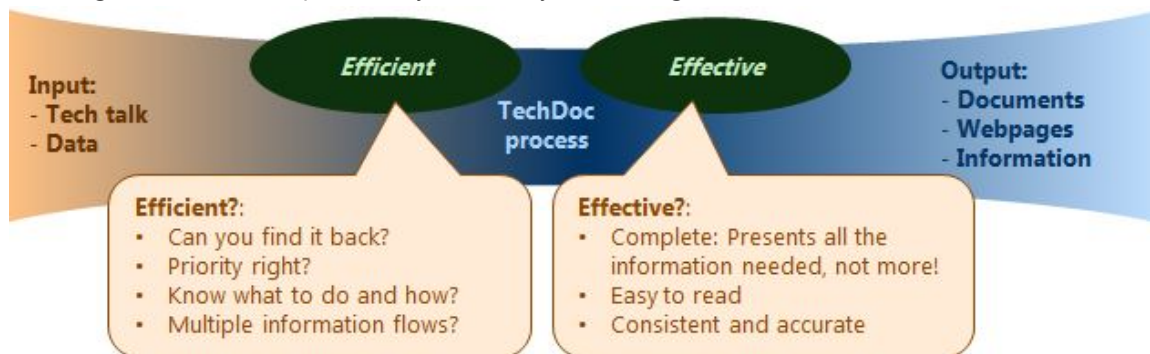 Efficient
Effective
Input:
- Tech talk
- Data
TechDoc
process
Output:
- Documents
- Webpages
- Information
Efficient?:
• Can you find it back?
• Priority right?
• Know what to do and how?
• Multiple information flows?
Effective?:
• Complete: Presents all the
information needed, not more!
• Easy to read
• Consistent and accurate